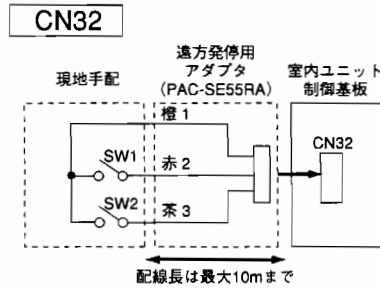 CN32
現地手配
遠方発停用
アダプタ
(PAC-SE55RA)
室内ユニット
制御基板
橙 1
CN32
SW1
赤 2
SW2
茶 3
配線長は最大10mまで